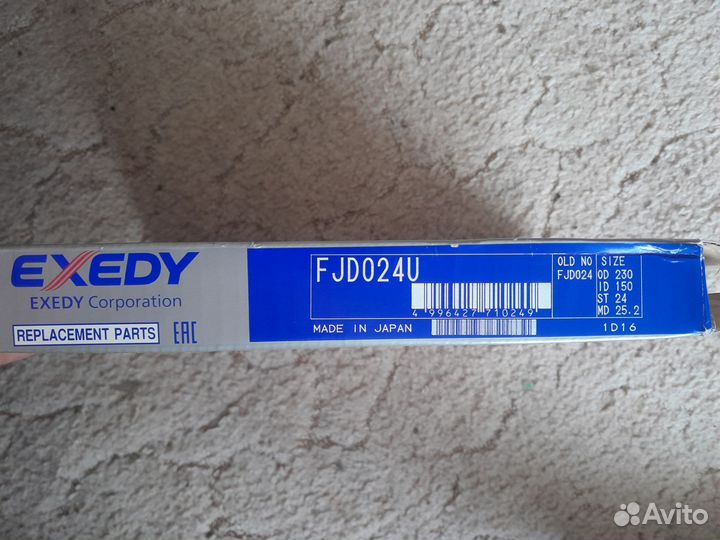 EXEDY
EXEDY Corporation
REPLACEMENT PARTS
EAC
FJD024U
4 996427 710249
MADE IN JAPAN
OLD NO
FJD024
SIZE
OD 230
ID 150
ST 24
MD 25.2
1D16
Avito